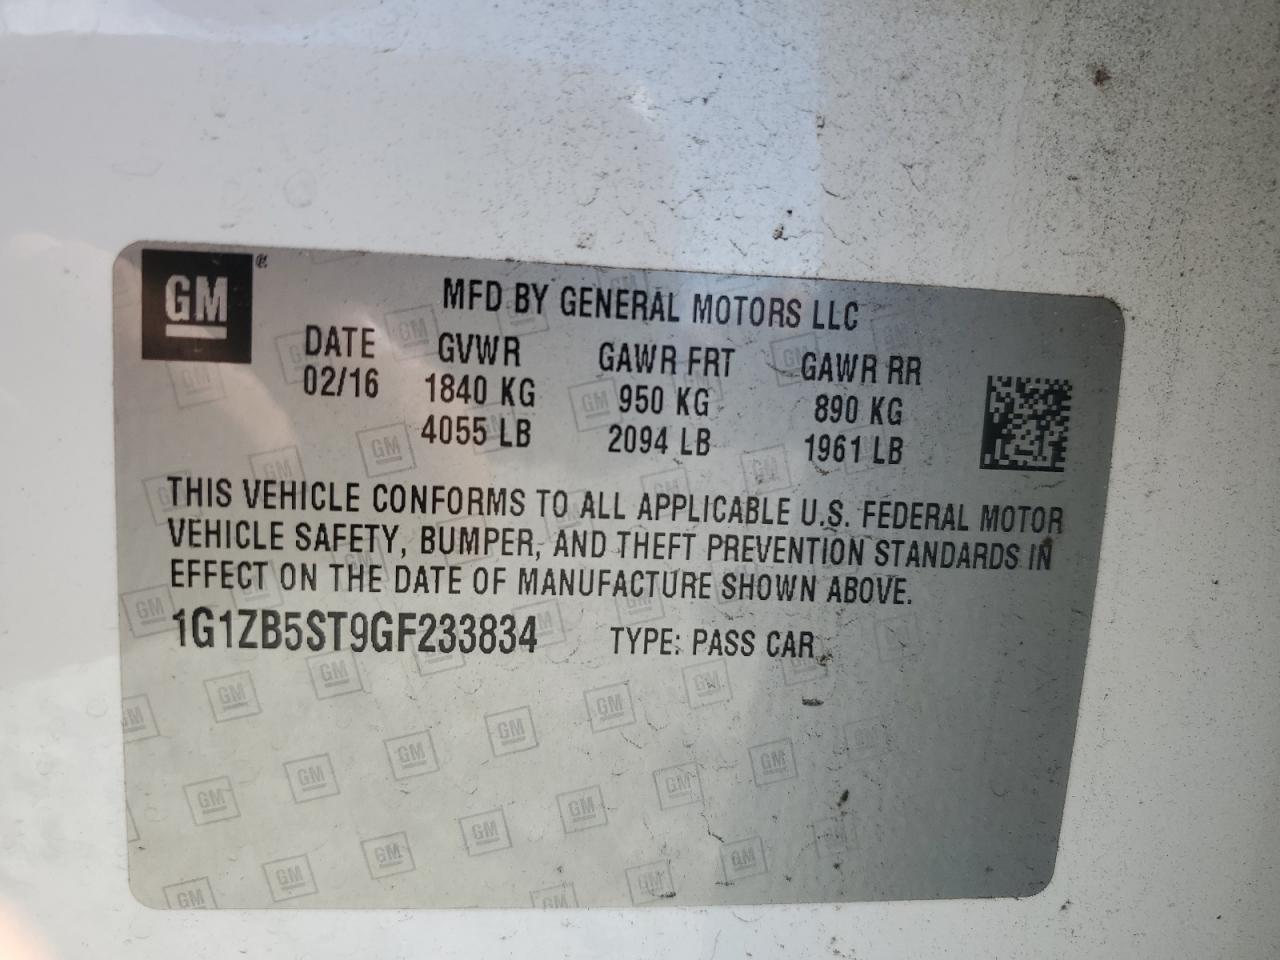 GM ®
MFD BY GENERAL MOTORS LLC
DATE GVWR GAWR FRT GAWR RR
02/16 1840 KG 950 KG 890 KG
4055 LB 2094 LB 1961 LB
THIS VEHICLE CONFORMS TO ALL APPLICABLE U.S. FEDERAL MOTOR
VEHICLE SAFETY, BUMPER, AND THEFT PREVENTION STANDARDS IN
EFFECT ON THE DATE OF MANUFACTURE SHOWN ABOVE.
1G1ZB5ST9GF233834 TYPE: PASS CAR